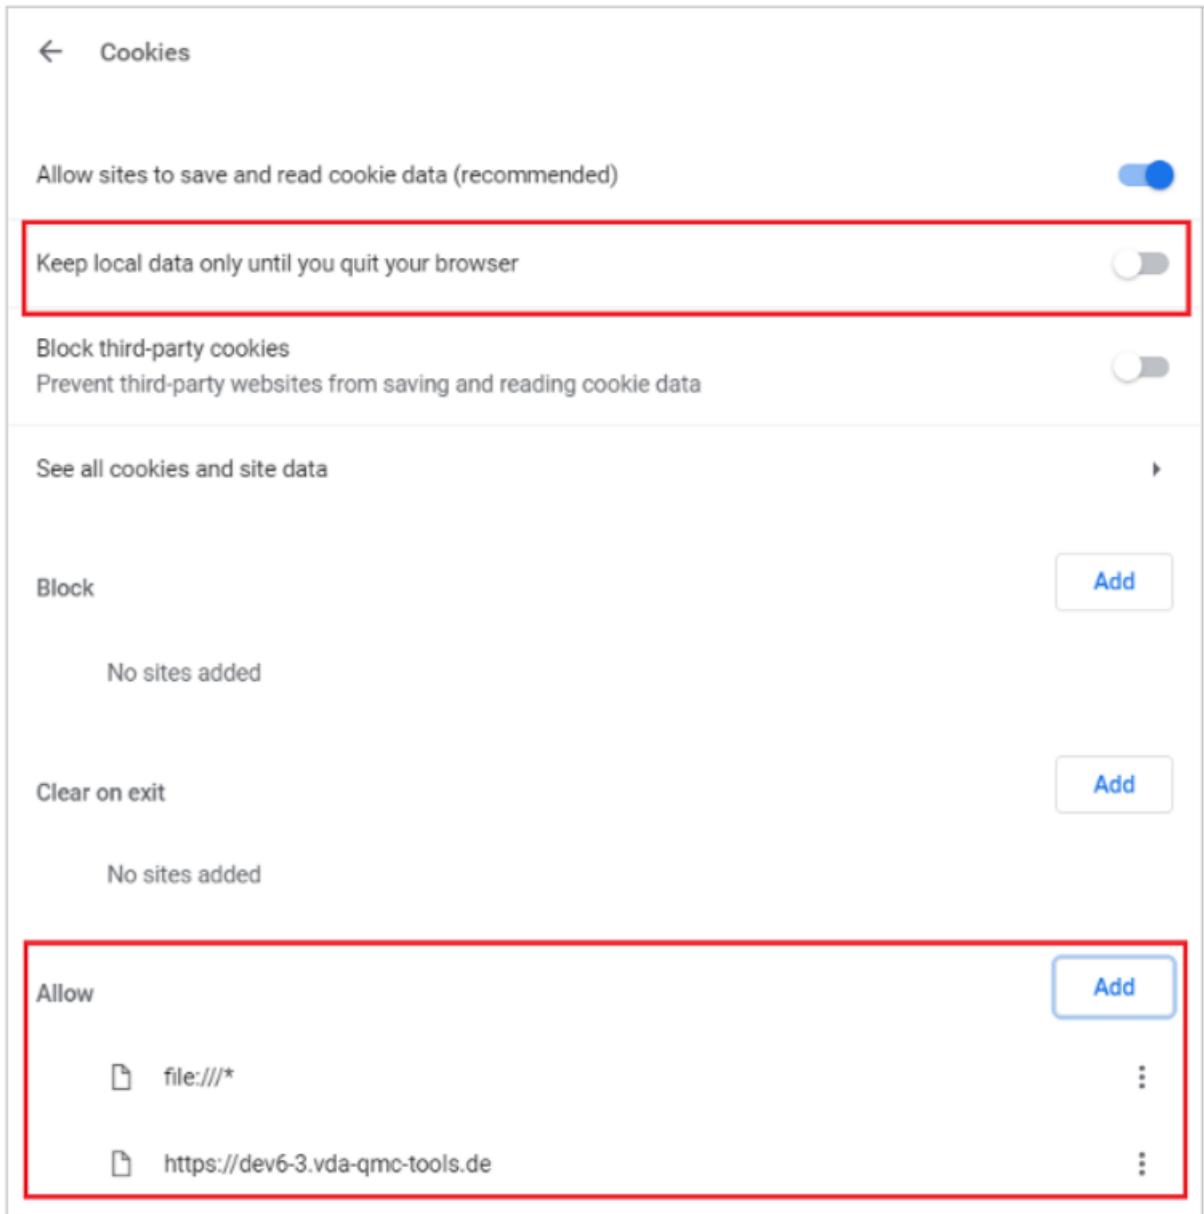 Cookies
Allow sites to save and read cookie data (recommended)
Keep local data only until you quit your browser
Block third-party cookies
Prevent third-party websites from saving and reading cookie data
See all cookies and site data
Block
Add
No sites added
Clear on exit
Add
No sites added
Allow
Add
file:///*
https://dev6-3.vda-qmc-tools.de